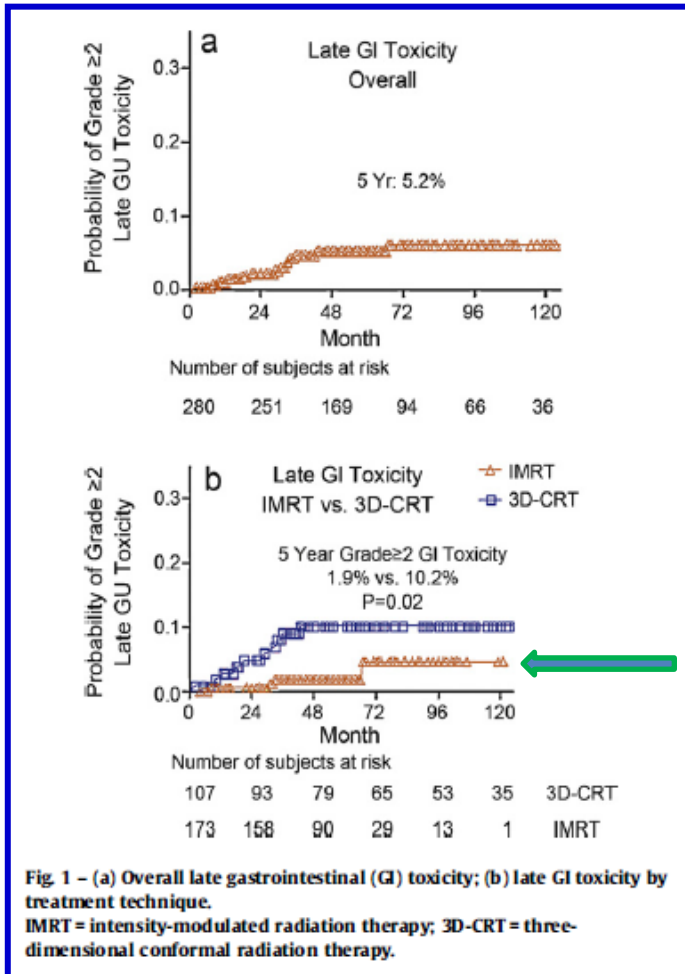 a
Late GI Toxicity
Overall
Probability of Grade ≥2
Late GU Toxicity
0.3
0.2
0.1
0.0
5 Yr: 5.2%
0 24 48 72 96 120
Month
Number of subjects at risk
280 251 169 94 66 36
b
Late GI Toxicity
IMRT vs. 3D-CRT
IMRT
3D-CRT
Probability of Grade ≥2
Late GU Toxicity
0.3
0.2
0.1
0.0
5 Year Grade≥2 GI Toxicity
1.9% vs. 10.2%
P=0.02
0 24 48 72 96 120
Month
Number of subjects at risk
107 93 79 65 53 35 3D-CRT
173 158 90 29 13 1 IMRT
Fig. 1 – (a) Overall late gastrointestinal (GI) toxicity; (b) late GI toxicity by
treatment technique.
IMRT = intensity-modulated radiation therapy; 3D-CRT = three-
dimensional conformal radiation therapy.